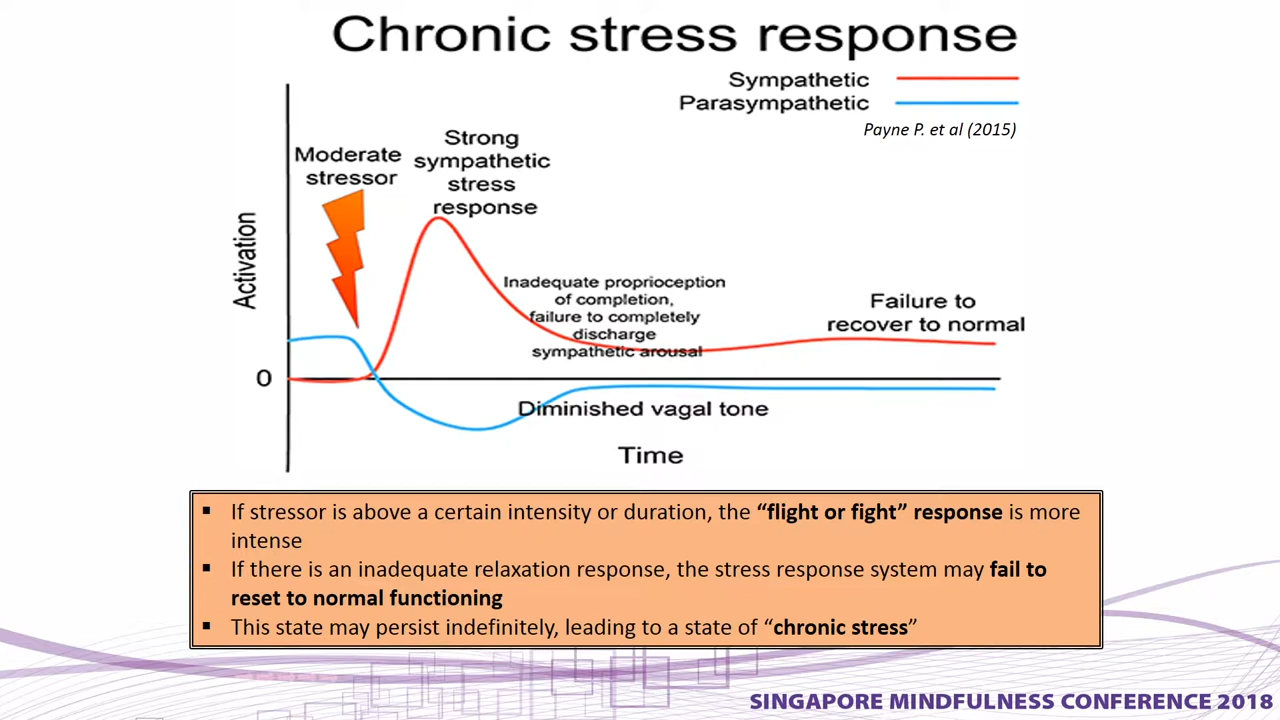 Chronic stress response
Sympathetic
Parasympathetic
Payne P. et al (2015)
Moderate
stressor
Strong
sympathetic
stress
response
Activation
Inadequate proprioception
of completion,
failure to completely
discharge
sympathetic arousal
Failure to
recover to normal
0
Diminished vagal tone
Time
▪ If stressor is above a certain intensity or duration, the “flight or fight” response is more
intense
▪ If there is an inadequate relaxation response, the stress response system may fail to
reset to normal functioning
▪ This state may persist indefinitely, leading to a state of “chronic stress”
SINGAPORE MINDFULNESS CONFERENCE 2018